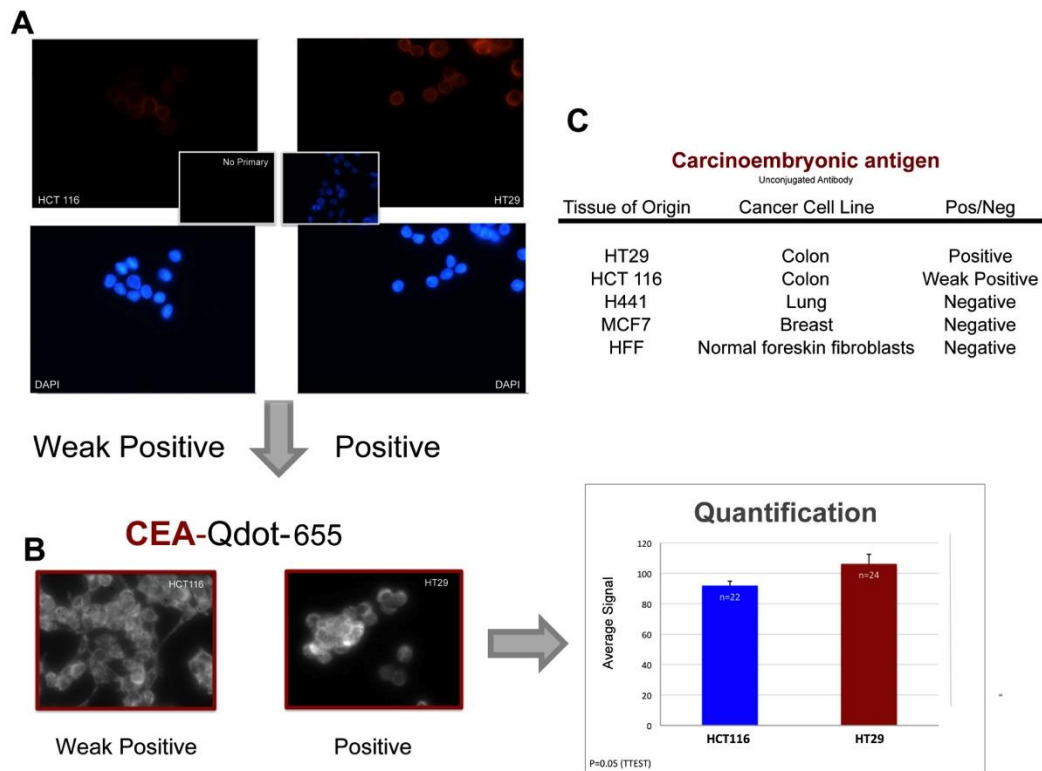 A
HCT 116
No Primary
HT29
DAPI
DAPI
Weak Positive
Positive
C
Carcinoembryonic antigen
Unconjugated Antibody
Tissue of Origin Cancer Cell Line Pos/Neg
HT29 Colon Positive
HCT 116 Colon Weak Positive
H441 Lung Negative
MCF7 Breast Negative
HFF Normal foreskin fibroblasts Negative
CEA-Qdot-655
B
HCT116
HT29
Weak Positive
Positive
Quantification
Average Signal
120
100
80
60
40
20
0
n=22
n=24
HCT116
HT29
P=0.05 (TTEST)